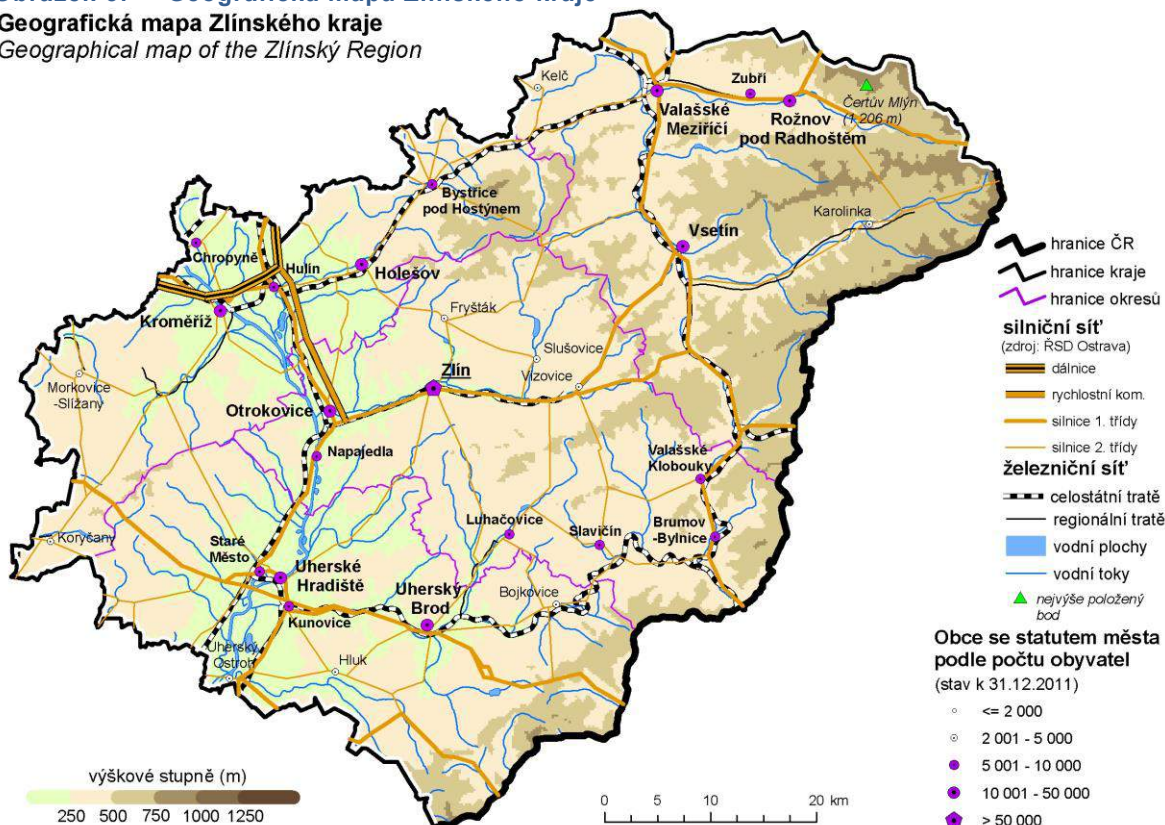 Geografická mapa Zlínského kraje
Geographical map of the Zlínský Region
Kelč
Zubří
Čertův Mlýn
(1 206 m)
Valašské
Meziříčí
Rožnov
pod Radhoštěm
Bystřice
pod Hostýnem
Karolinka
Vsetín
Chropyně
Hulín
Holešov
Kroměříž
Fryšták
Slušovice
Zlín
Vizovice
Morkovice
-Slížany
Otrokovice
Napajedla
Valašské
Klobouky
Luhačovice
Slavičín
Brumov
-Bylnice
Koryčany
Staré
Město
Uherské
Hradiště
Uherský
Brod
Bojkovice
Kunovice
Uherský
Ostroh
Hluk
hranice ČR
hranice kraje
hranice okresů
silniční síť
(zdroj: ŘSD Ostrava)
dálnice
rychlostní kom.
silnice 1. třídy
silnice 2. třídy
železniční síť
celostátní tratě
regionální tratě
vodní plochy
vodní toky
nejvýše položený
bod
Obce se statutem města
podle počtu obyvatel
(stav k 31.12.2011)
<= 2 000
2 001 - 5 000
5 001 - 10 000
10 001 - 50 000
> 50 000
výškové stupně (m)
250 500 750 1000 1250
0 5 10 20 km